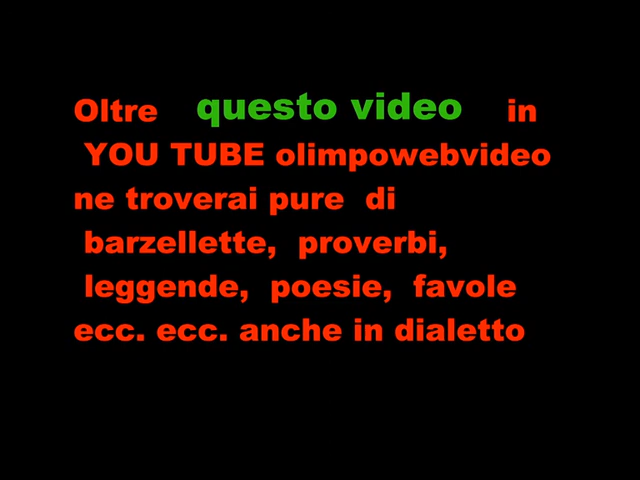 Oltre questo video in
YOU TUBE olimpowebvideo
ne troverai pure di
barzellette, proverbi,
leggende, poesie, favole
ecc. ecc. anche in dialetto